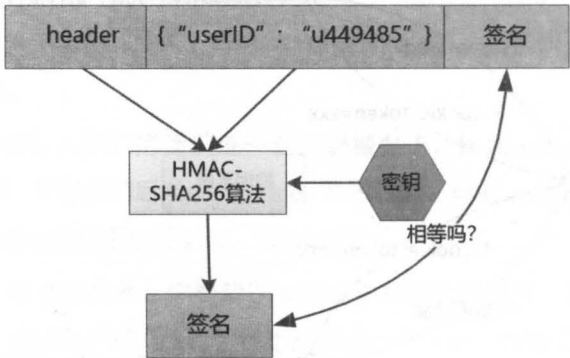 header
{ “userID” : “u449485” }
签名
HMAC-
SHA256算法
密钥
相等吗?
签名